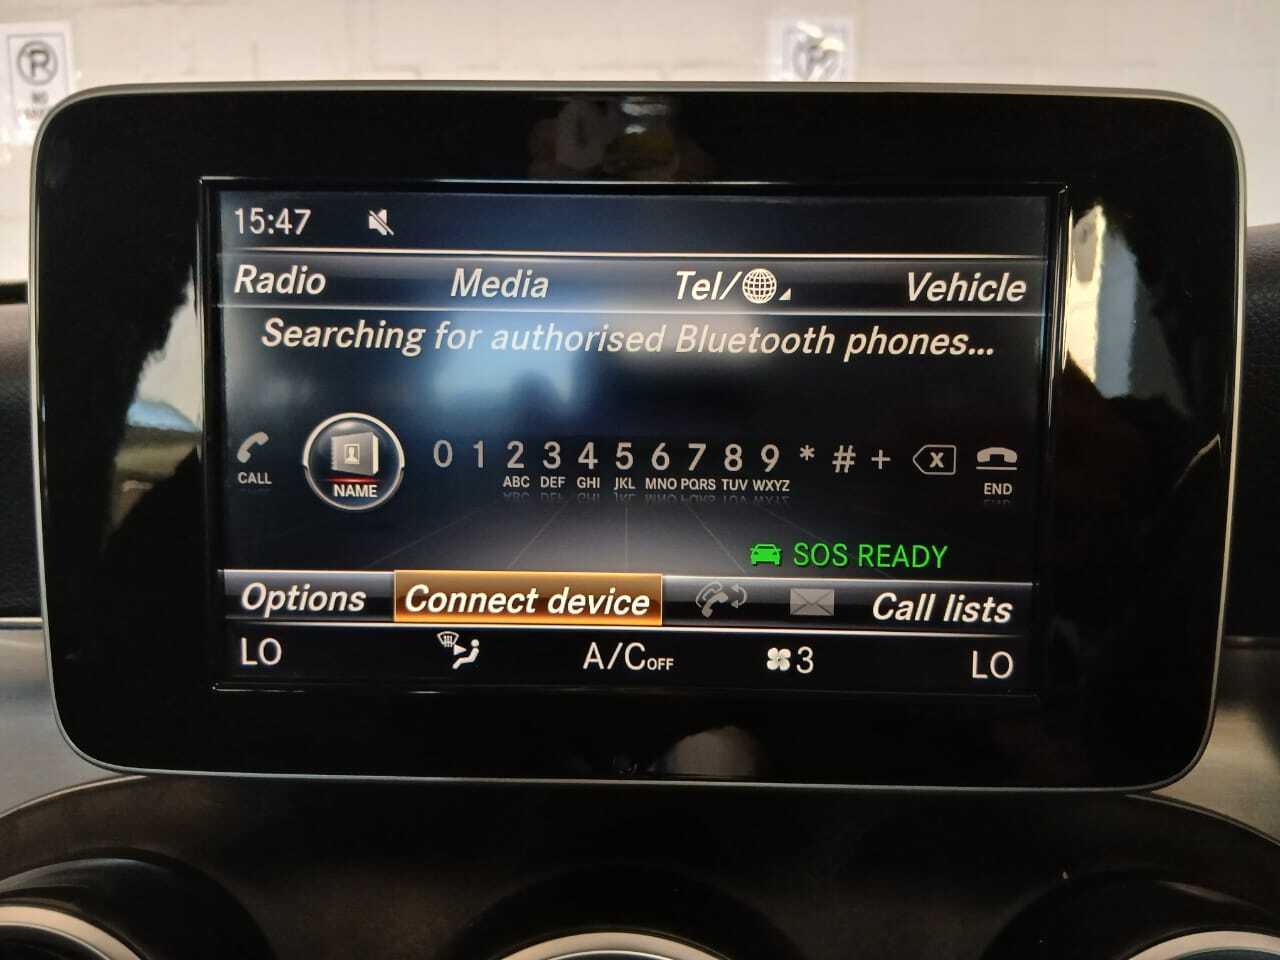 15:47
Radio Media Tel/ Vehicle
Searching for authorised Bluetooth phones...
0 1 2 3 4 5 6 7 8 9 * # +
CALL NAME ABC DEF GHI JKL MNO PQRS TUV WXYZ X END
SOS READY
Options Connect device Call lists
LO A/C OFF 3 LO